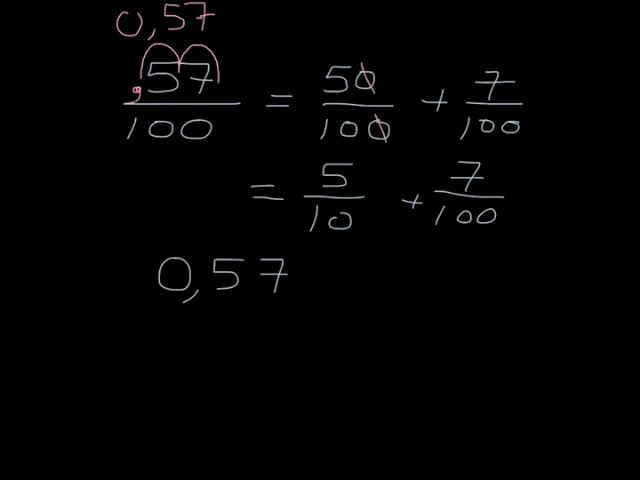 0,57
,57/100 = 50/100 + 7/100
= 5/10 + 7/100
0,57